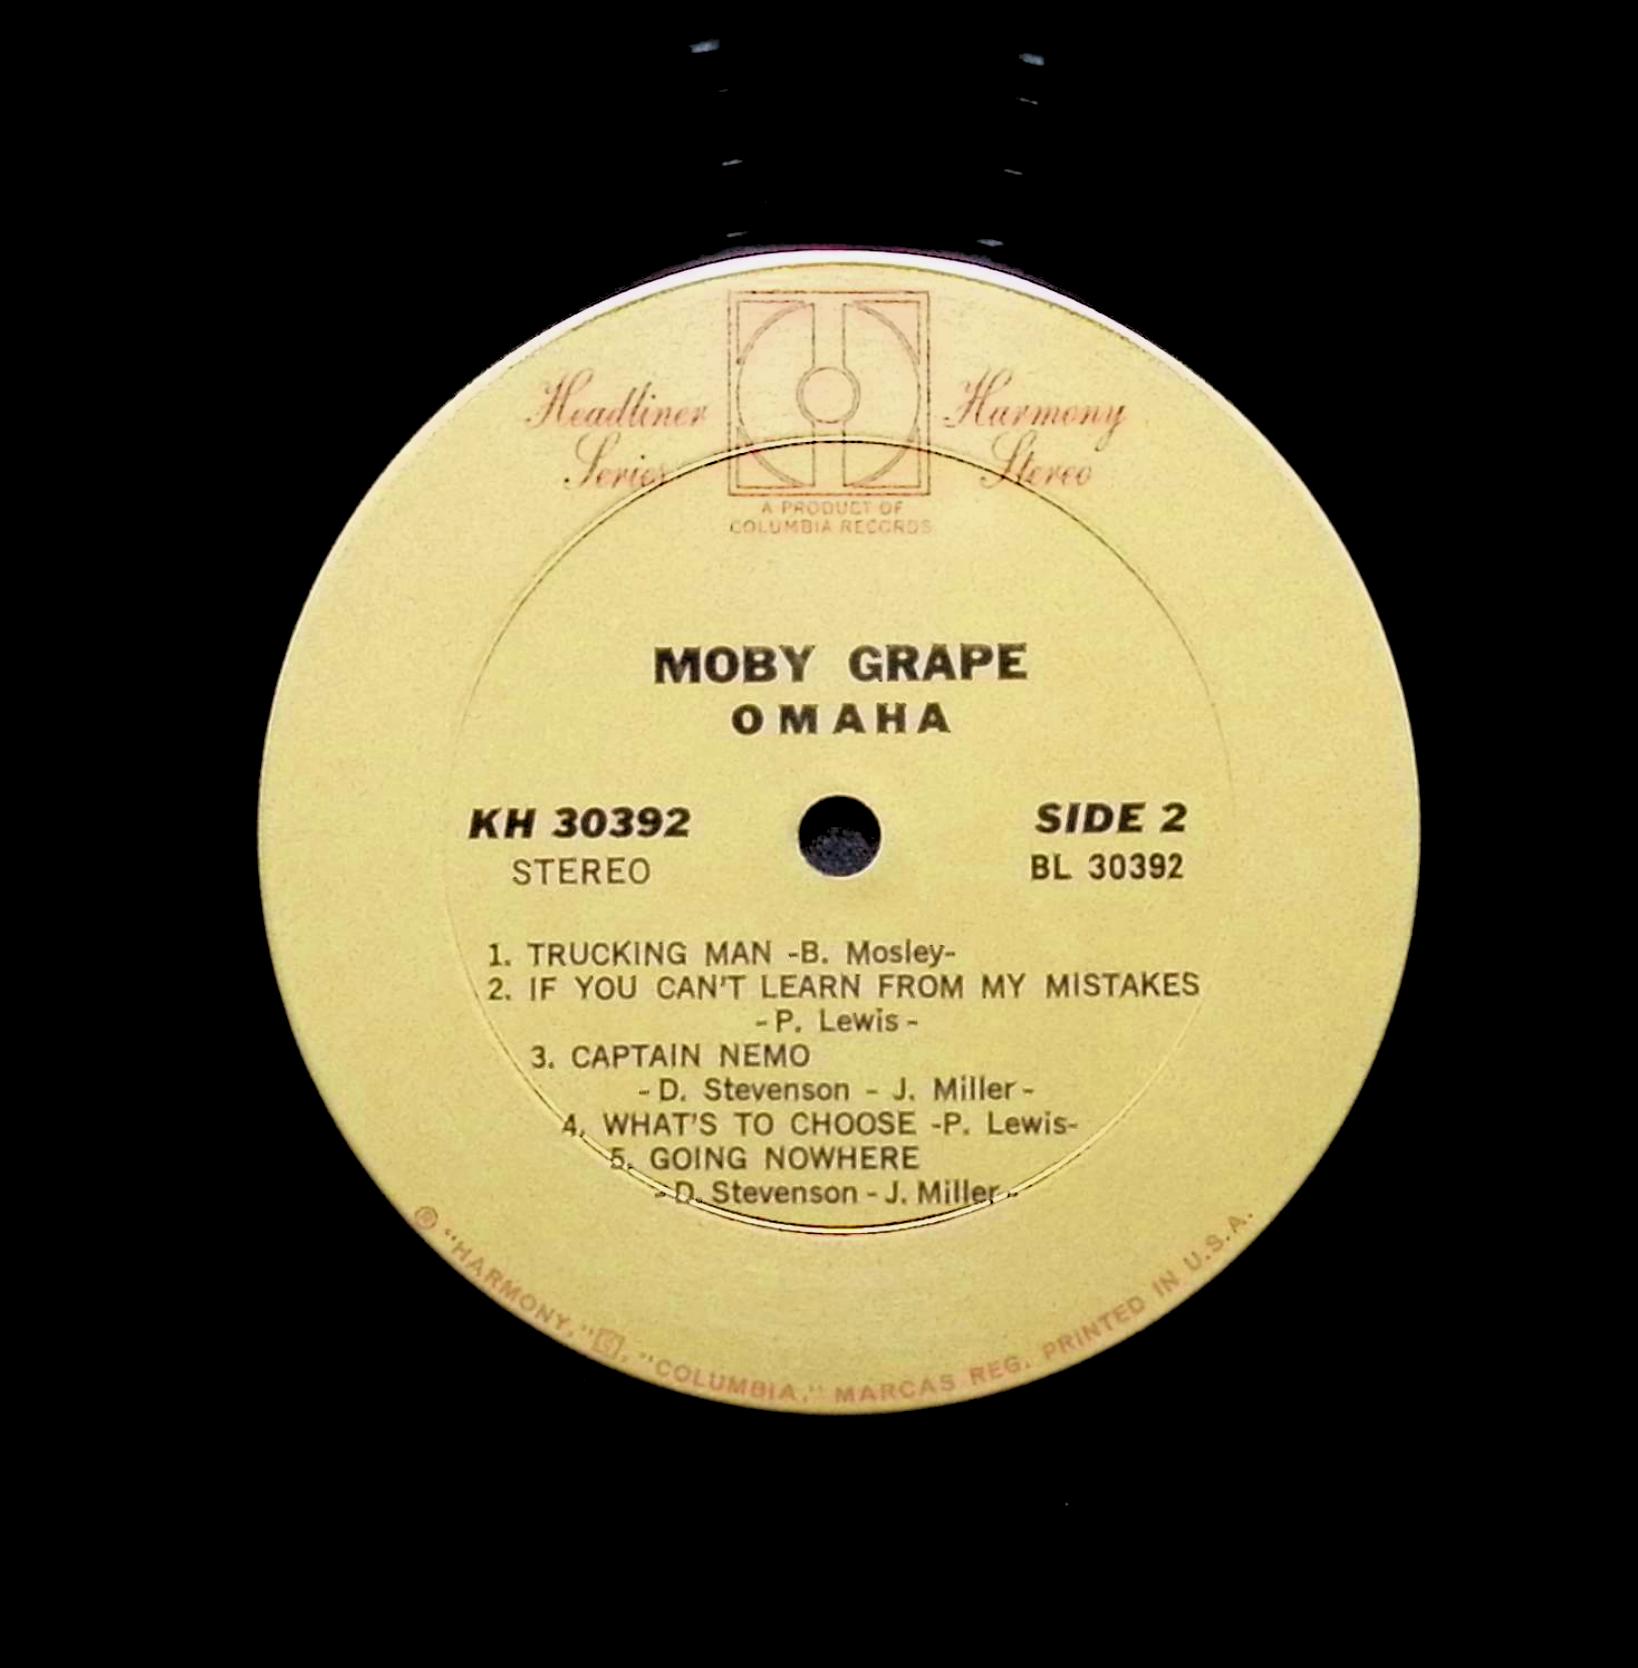 Headliner Series
Harmony Stereo
A PRODUCT OF
COLUMBIA RECORDS
MOBY GRAPE
OMAHA
KH 30392
STEREO
SIDE 2
BL 30392
1. TRUCKING MAN -B. Mosley-
2. IF YOU CAN'T LEARN FROM MY MISTAKES
-P. Lewis-
3. CAPTAIN NEMO
-D. Stevenson - J. Miller-
4. WHAT'S TO CHOOSE -P. Lewis-
5. GOING NOWHERE
-D. Stevenson - J. Miller-
® "HARMONY," "COLUMBIA," MARCAS REG. PRINTED IN U.S.A.